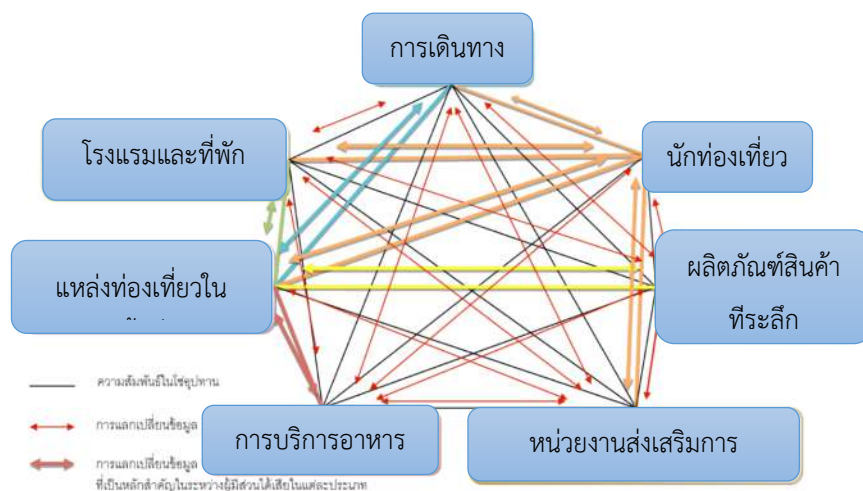 การเดินทาง
โรงแรมและที่พัก
นักท่องเที่ยว
แหล่งท่องเที่ยวใน
ผลิตภัณฑ์สินค้า
ที่ระลึก
การบริการอาหาร
หน่วยงานส่งเสริมการ
ความสัมพันธ์ในโซ่อุปทาน
การแลกเปลี่ยนข้อมูล
การแลกเปลี่ยนข้อมูล
ที่เป็นหลักสำคัญในระหว่างผู้มีส่วนได้เสียในแต่ละประเภท